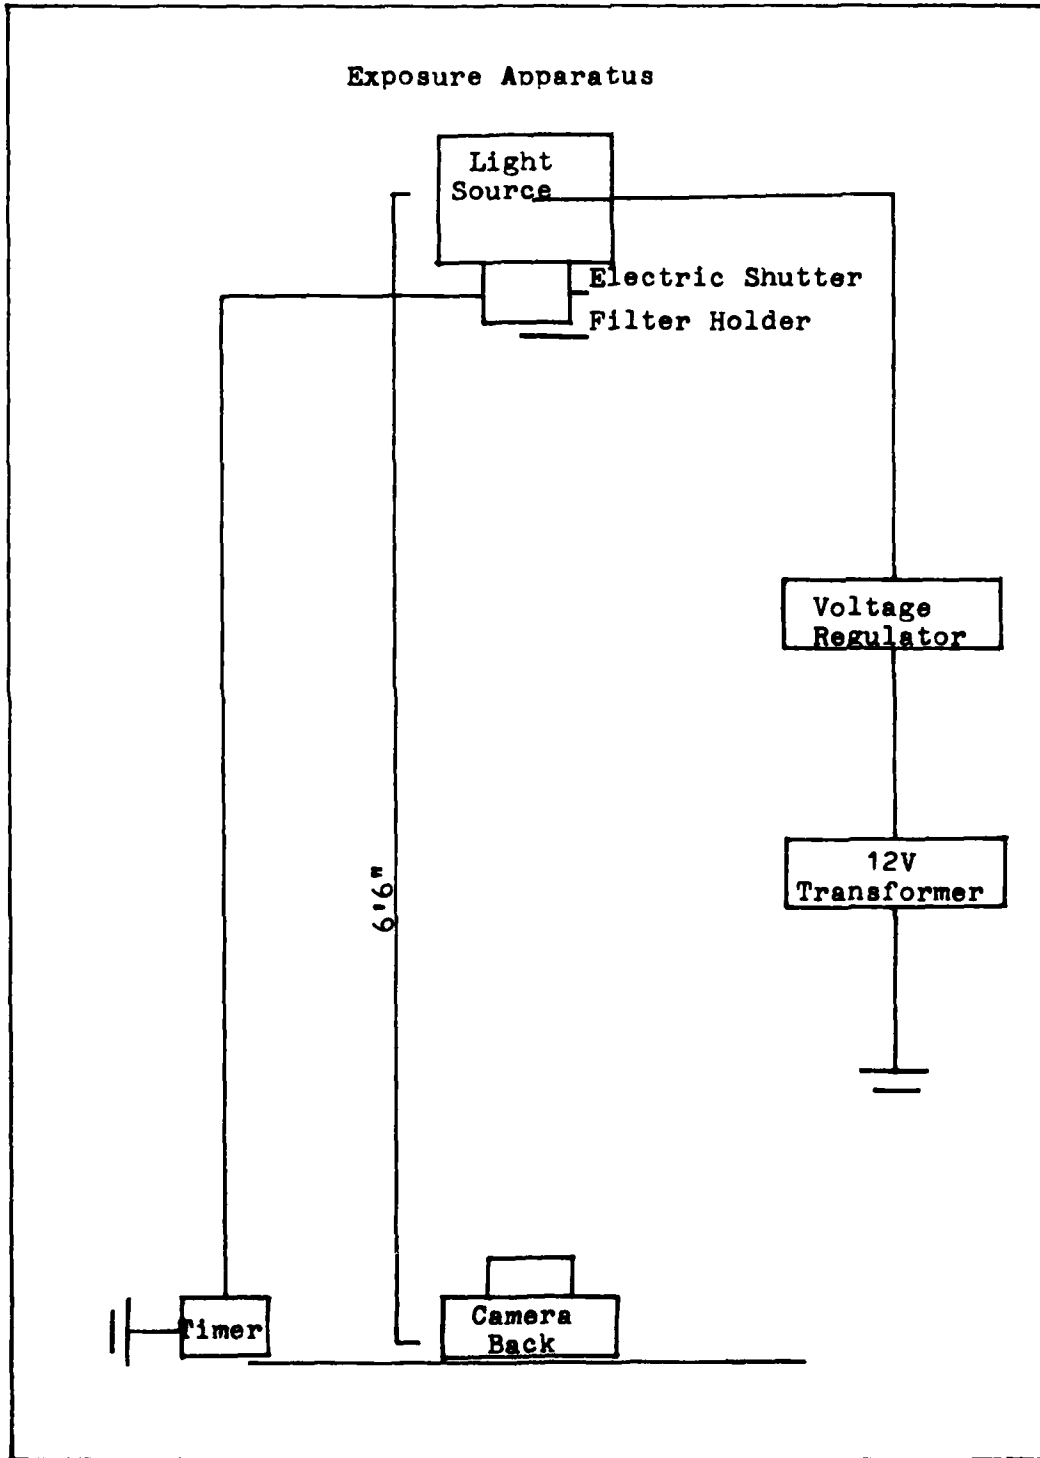 Exposure Apparatus
Light
Source
Electric Shutter
Filter Holder
Voltage
Regulator
12V
Transformer
6'6"
Timer
Camera
Back